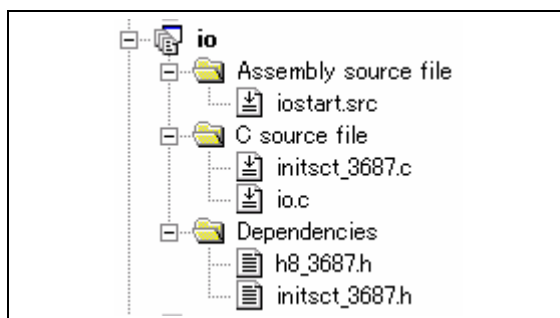 io
Assembly source file
iostart.src
C source file
initsct_3687.c
io.c
Dependencies
h8_3687.h
initsct_3687.h